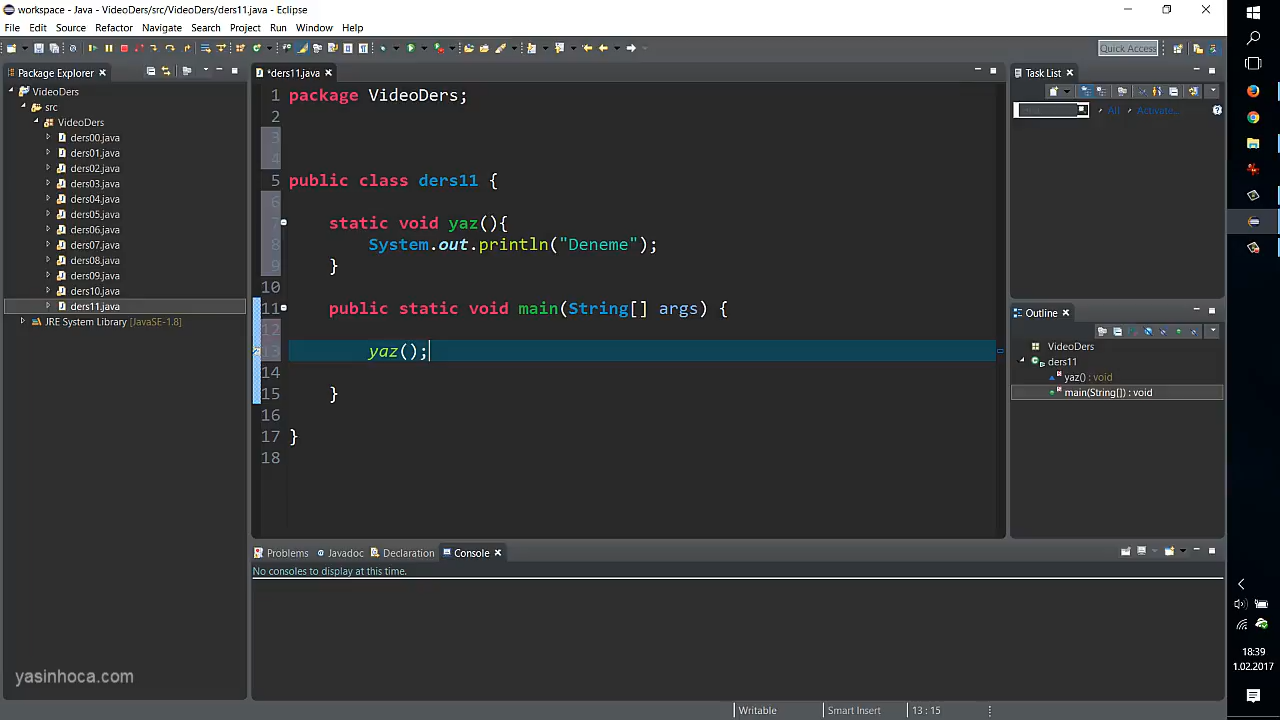 workspace - Java - VideoDers/src/VideoDers/ders11.java - Eclipse
File Edit Source Refactor Navigate Search Project Run Window Help
Quick Access
Package Explorer
VideoDers
src
VideoDers
ders00.java
ders01.java
ders02.java
ders03.java
ders04.java
ders05.java
ders06.java
ders07.java
ders08.java
ders09.java
ders10.java
ders11.java
JRE System Library [JavaSE-1.8]
*ders11.java
1 package VideoDers;
2
3
4
5 public class ders11 {
6
7 static void yaz(){
8 System.out.println("Deneme");
9 }
10
11 public static void main(String[] args) {
12
13 yaz();
14
15 }
16
17 }
18
Task List
All Activate...
Outline
VideoDers
ders11
yaz() : void
main(String[]) : void
Problems Javadoc Declaration Console
No consoles to display at this time.
yasinhoca.com
Writable Smart Insert 13 : 15
18:39
1.02.2017